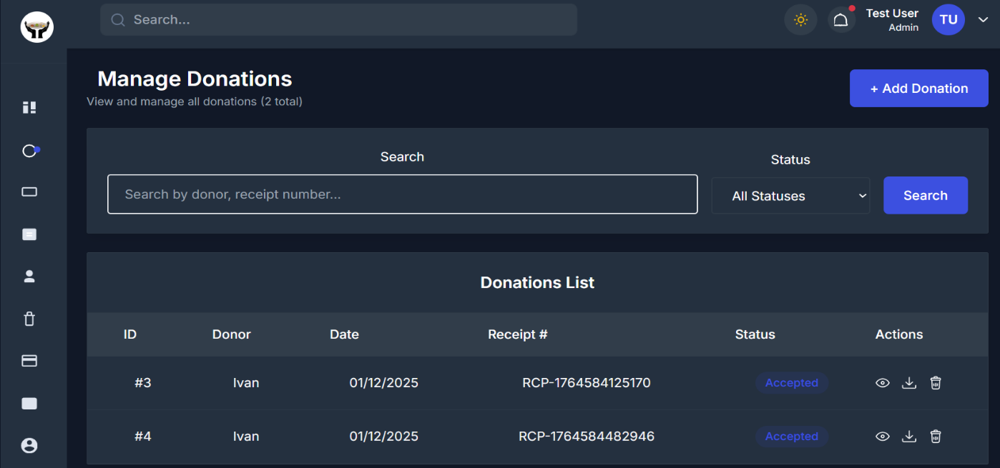 Search...
Test User
Admin
TU
Manage Donations
View and manage all donations (2 total)
+ Add Donation
Search
Status
Search by donor, receipt number...
All Statuses
Search
Donations List
ID Donor Date Receipt # Status Actions
#3 Ivan 01/12/2025 RCP-1764584125170 Accepted
#4 Ivan 01/12/2025 RCP-1764584482946 Accepted